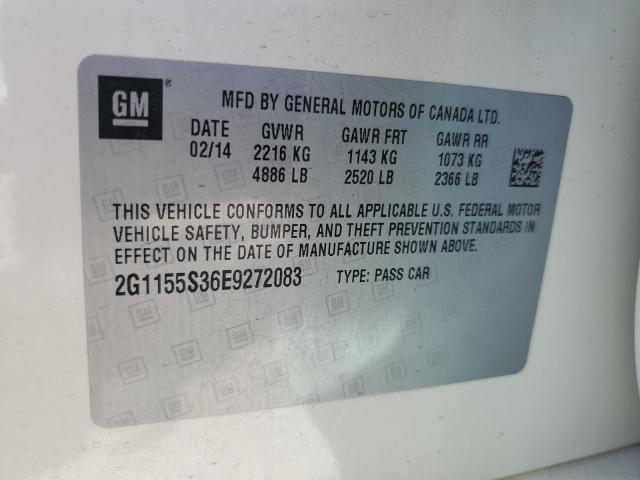 GM ®
MFD BY GENERAL MOTORS OF CANADA LTD.
DATE GVWR GAWR FRT GAWR RR
02/14 2216 KG 1143 KG 1073 KG
4886 LB 2520 LB 2366 LB
THIS VEHICLE CONFORMS TO ALL APPLICABLE U.S. FEDERAL MOTOR
VEHICLE SAFETY, BUMPER, AND THEFT PREVENTION STANDARDS IN
EFFECT ON THE DATE OF MANUFACTURE SHOWN ABOVE.
2G1155S36E9272083 TYPE: PASS CAR